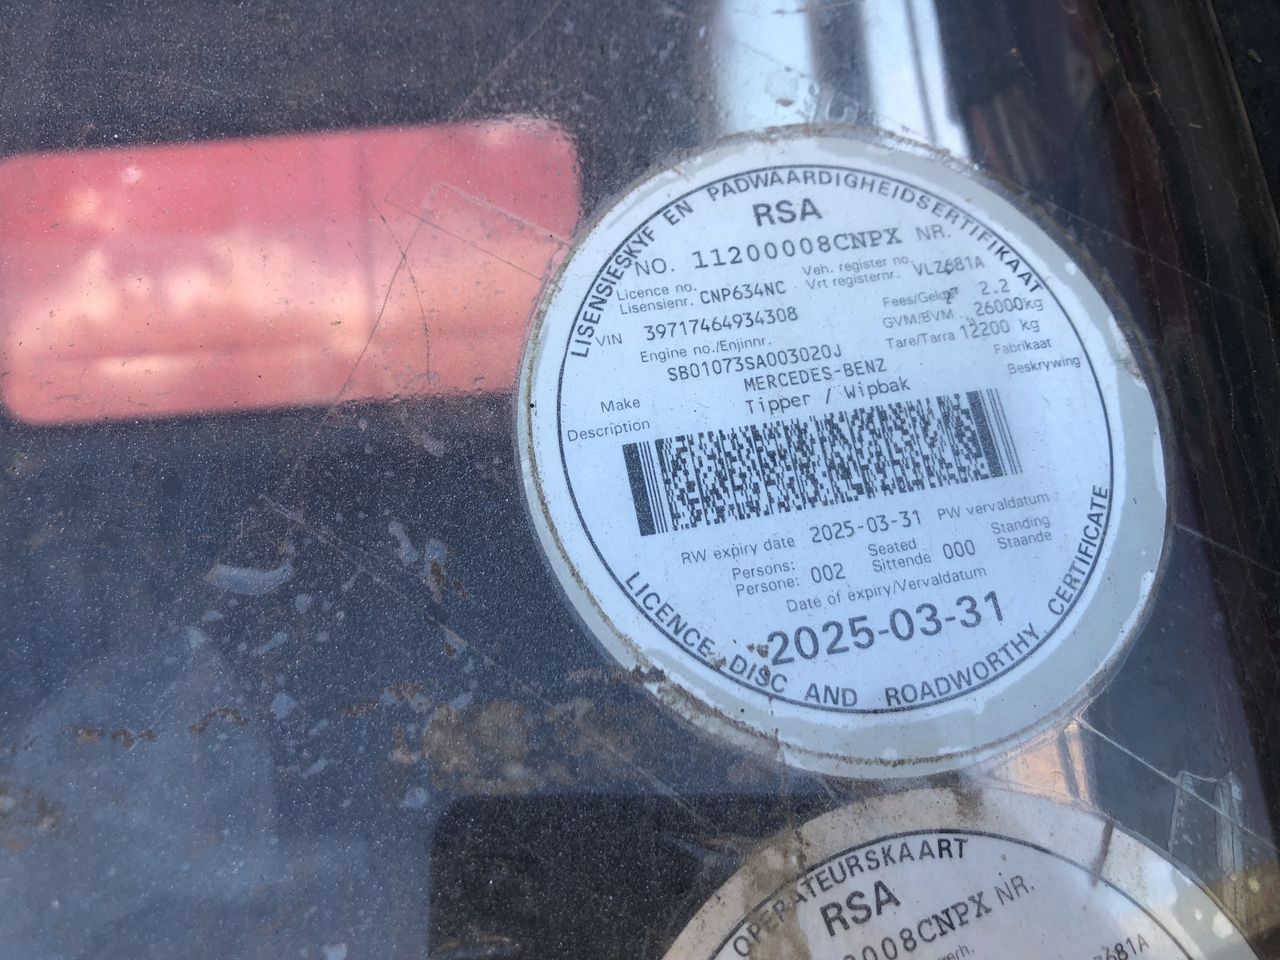 LISENSIESKYF EN PADWAARDIGHEIDSERTIFIKAAT
RSA
NO. 11200008CNPX NR.
Licence no. Veh. register no.
Lisensienr. CNP634NC Vrt registernr. VLZ681A
VIN 39717464934308 Fees/Geld 2.2
Engine no./Enjinnr. GVM/BVM 26000kg
SB01073SA003020J Tare/Tarra 12200 kg
Make MERCEDES-BENZ Fabrikaat
Description Tipper / Wipbak Beskrywing
RW expiry date 2025-03-31 PW vervaldatum
Persons: Seated Standing
Persone: 002 Sittende 000 Staande
Date of expiry/Vervaldatum
2025-03-31
LICENCE DISC AND ROADWORTHY CERTIFICATE
OPERATEURSKAART
RSA
0008CNPX NR.
681A